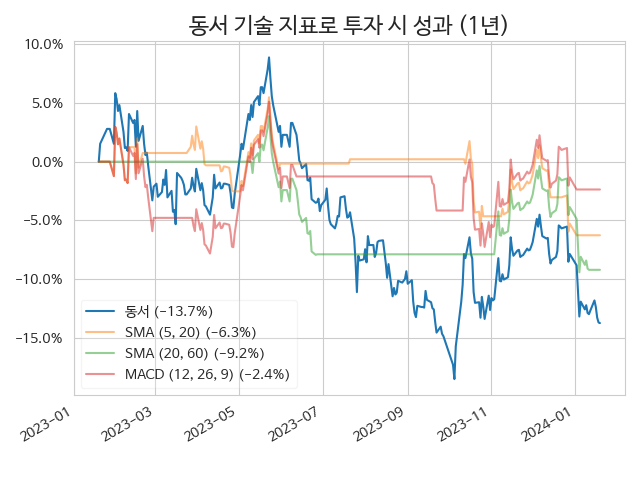 동서 기술 지표로 투자 시 성과 (1년)
10.0%
5.0%
0.0%
−5.0%
−10.0%
−15.0%
동서 (−13.7%)
SMA (5, 20) (−6.3%)
SMA (20, 60) (−9.2%)
MACD (12, 26, 9) (−2.4%)
2023−01
2023−03
2023−05
2023−07
2023−09
2023−11
2024−01